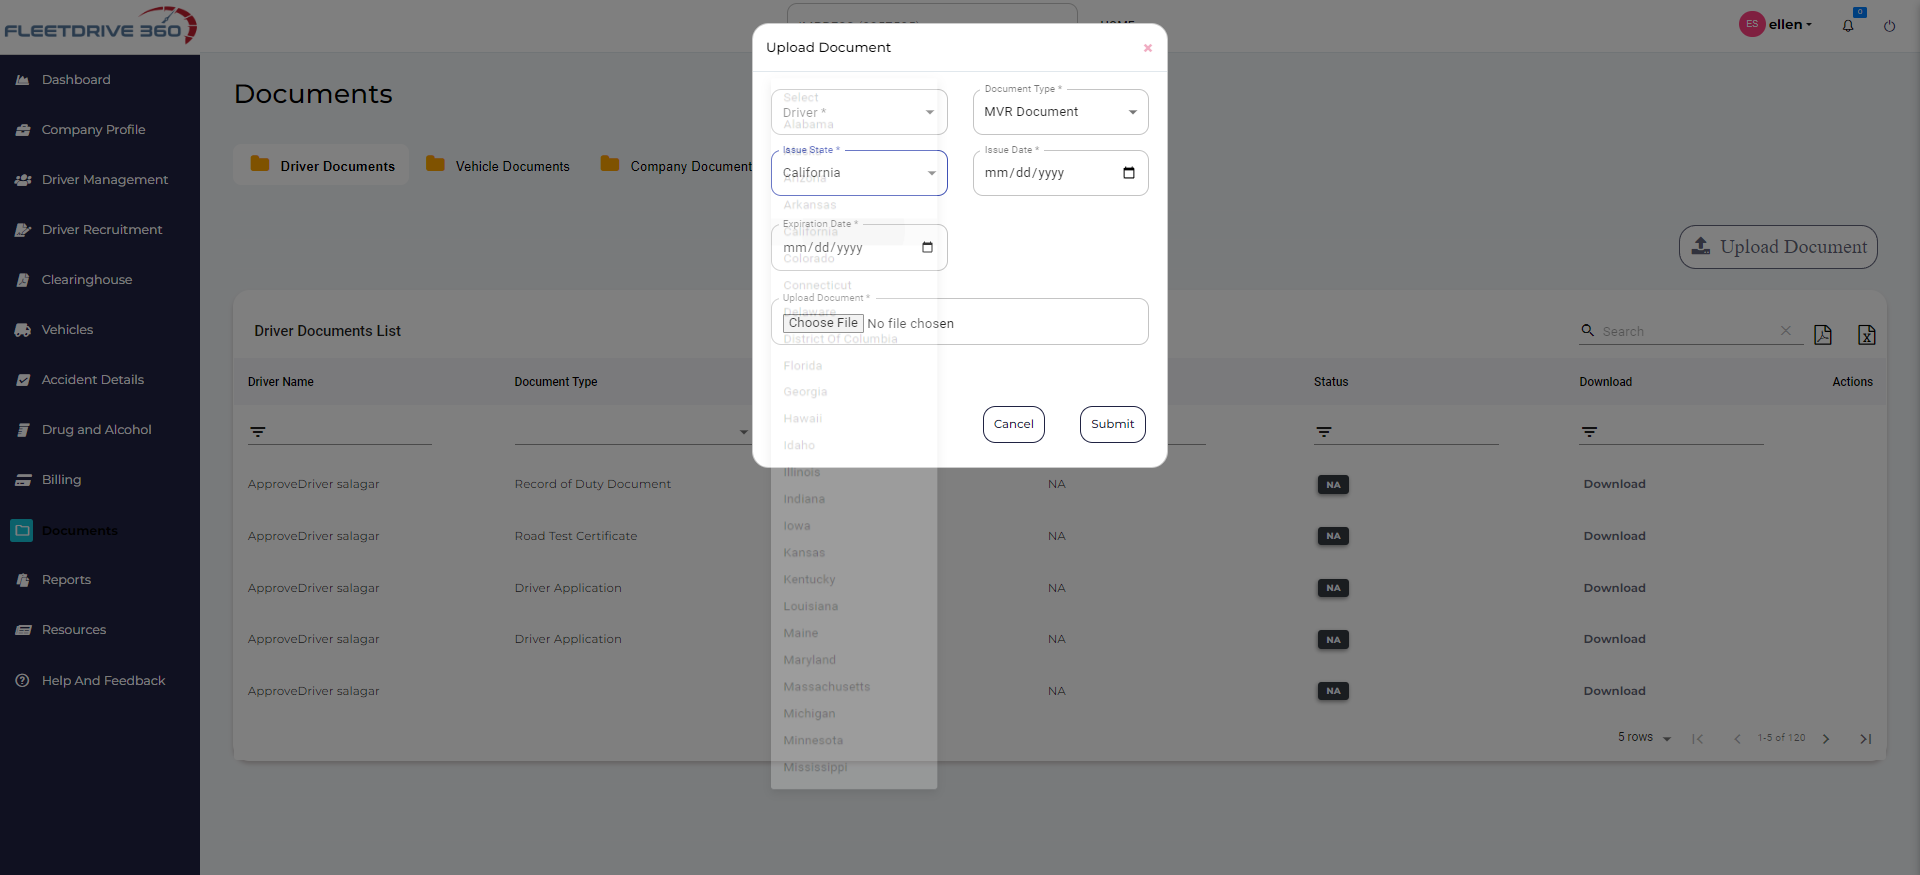 FLEETDRIVE 360
HOME
ES ellen
0
Dashboard
Company Profile
Driver Management
Driver Recruitment
Clearinghouse
Vehicles
Accident Details
Drug and Alcohol
Billing
Documents
Reports
Resources
Help And Feedback
Documents
Driver Documents
Vehicle Documents
Company Document
Upload Document
Driver Documents List
Search
Driver Name
Document Type
Status
Download
Actions
ApproveDriver salagar Record of Duty Document NA NA Download
ApproveDriver salagar Road Test Certificate NA NA Download
ApproveDriver salagar Driver Application NA NA Download
ApproveDriver salagar Driver Application NA NA Download
ApproveDriver salagar NA NA Download
5 rows
1-5 of 120
Upload Document
×
Driver *
Document Type *
MVR Document
Issue State *
California
Issue Date *
mm/dd/yyyy
Expiration Date *
mm/dd/yyyy
Upload Document *
Choose File No file chosen
Cancel
Submit
Select
Alabama
Arizona
Arkansas
California
Colorado
Connecticut
Delaware
District Of Columbia
Florida
Georgia
Hawaii
Idaho
Illinois
Indiana
Iowa
Kansas
Kentucky
Louisiana
Maine
Maryland
Massachusetts
Michigan
Minnesota
Mississippi